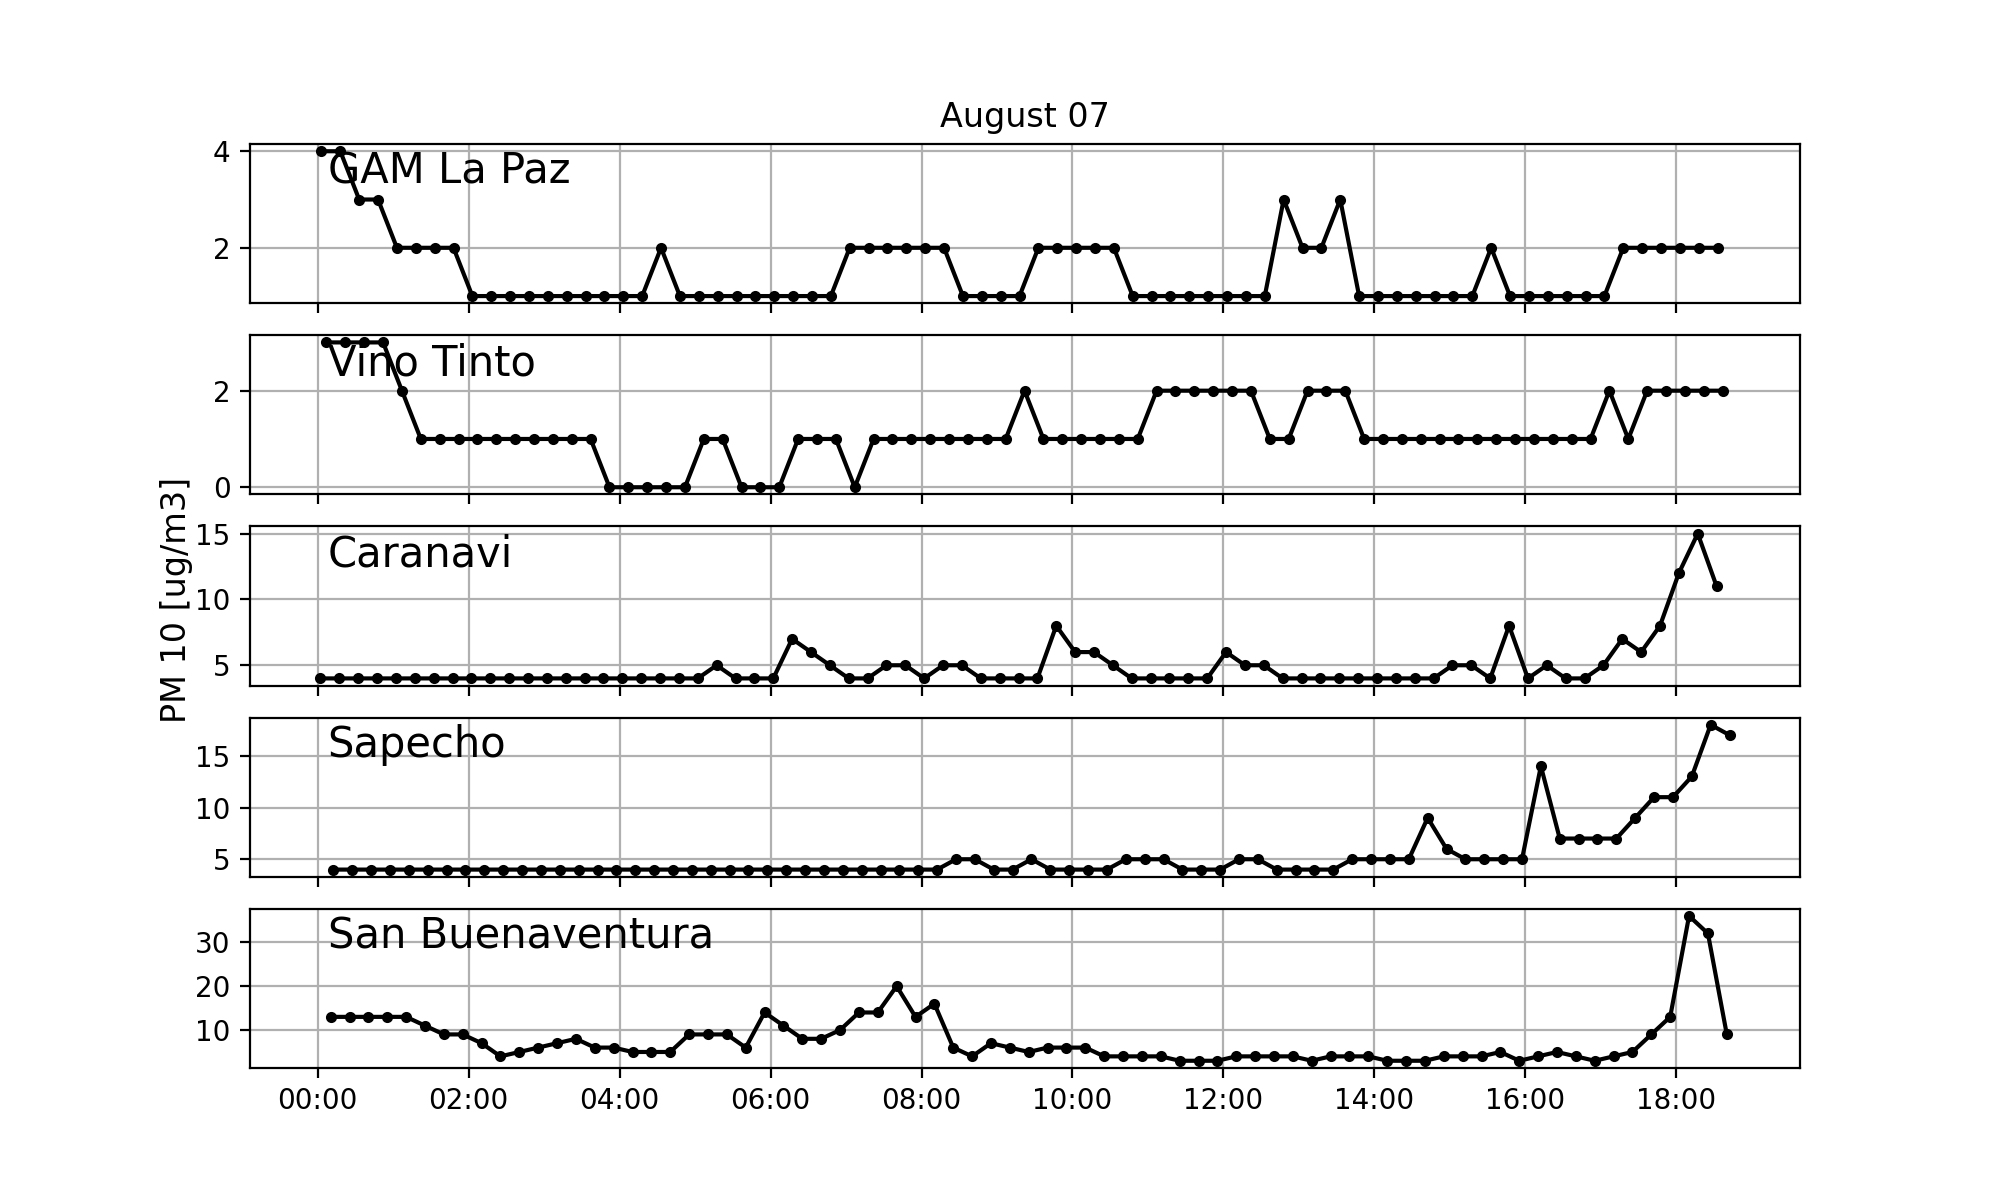 August 07
PM 10 [ug/m3]
GAM La Paz
4
2
Vino Tinto
2
0
Caranavi
15
10
5
Sapecho
15
10
5
San Buenaventura
30
20
10
00:00 02:00 04:00 06:00 08:00 10:00 12:00 14:00 16:00 18:00